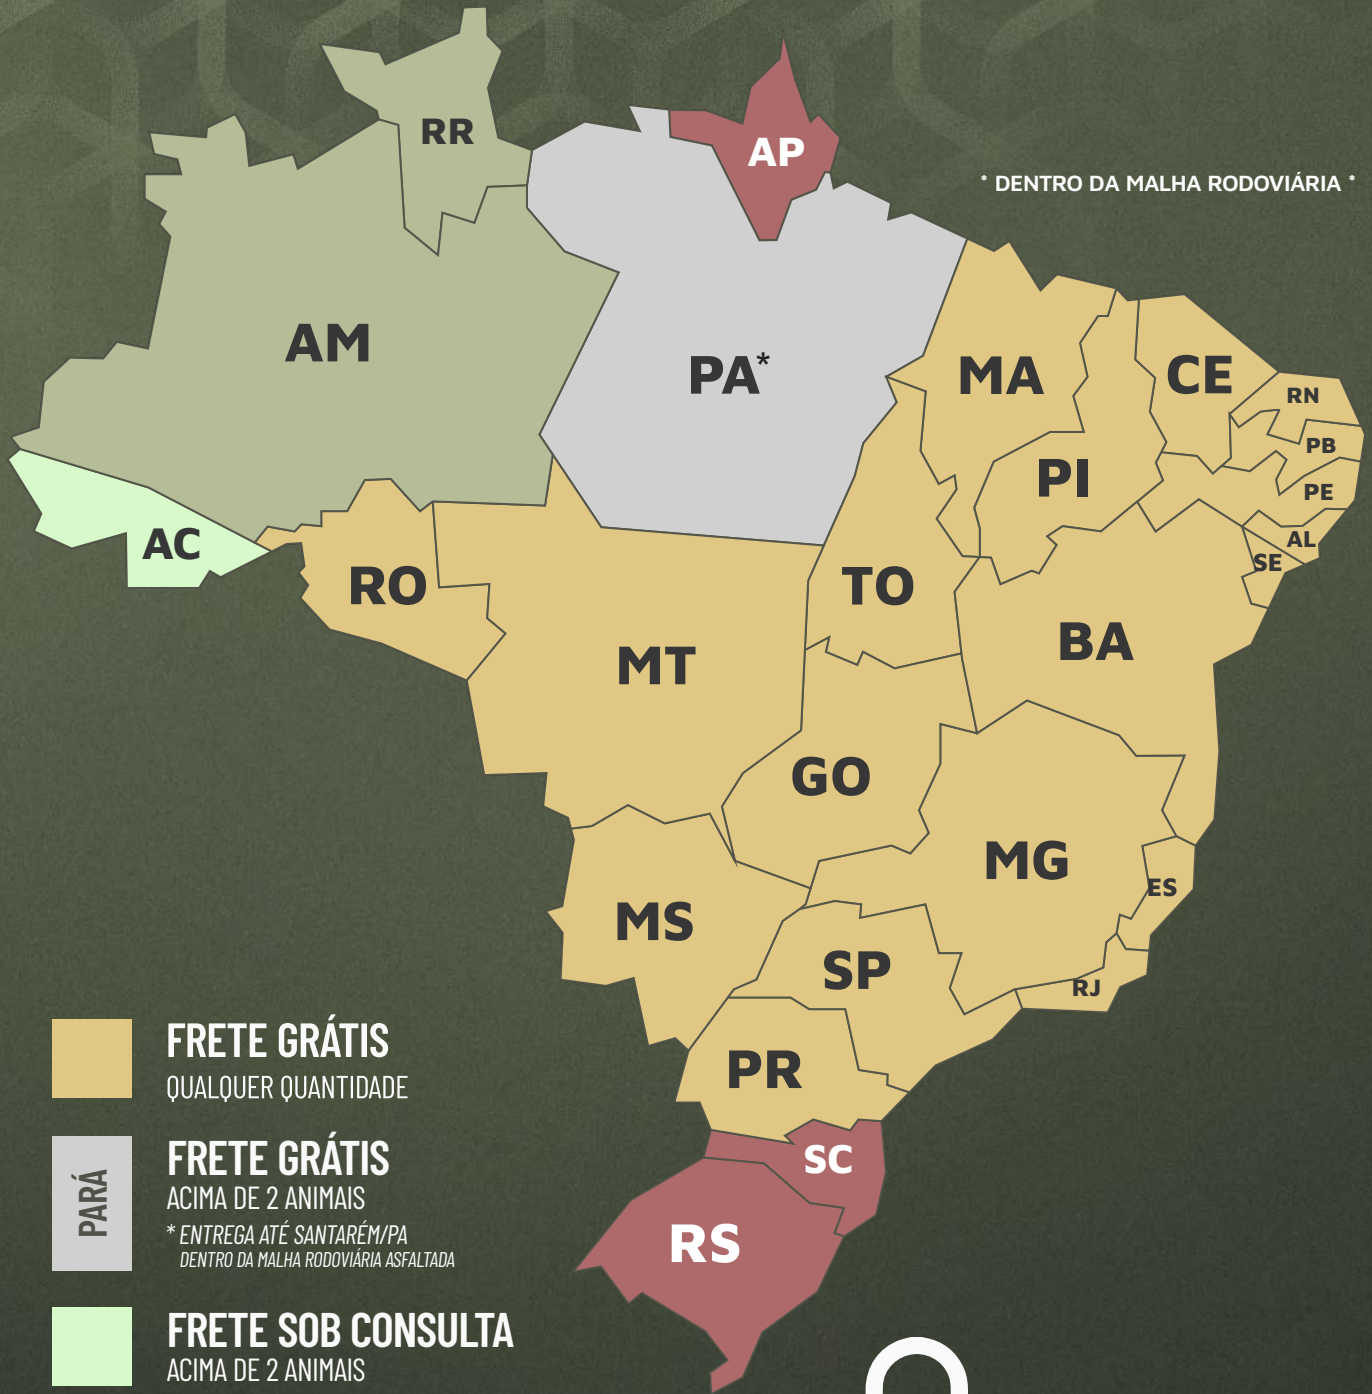 RR
AP
* DENTRO DA MALHA RODOVIÁRIA *
AM
PA*
MA
CE
RN
PB
PI
PE
AL
SE
AC
RO
TO
BA
MT
GO
MG
ES
MS
SP
RJ
PR
SC
RS
FRETE GRÁTIS
QUALQUER QUANTIDADE
PARÁ
FRETE GRÁTIS
ACIMA DE 2 ANIMAIS
* ENTREGA ATÉ SANTARÉM/PA
DENTRO DA MALHA RODOVIÁRIA ASFALTADA
FRETE SOB CONSULTA
ACIMA DE 2 ANIMAIS